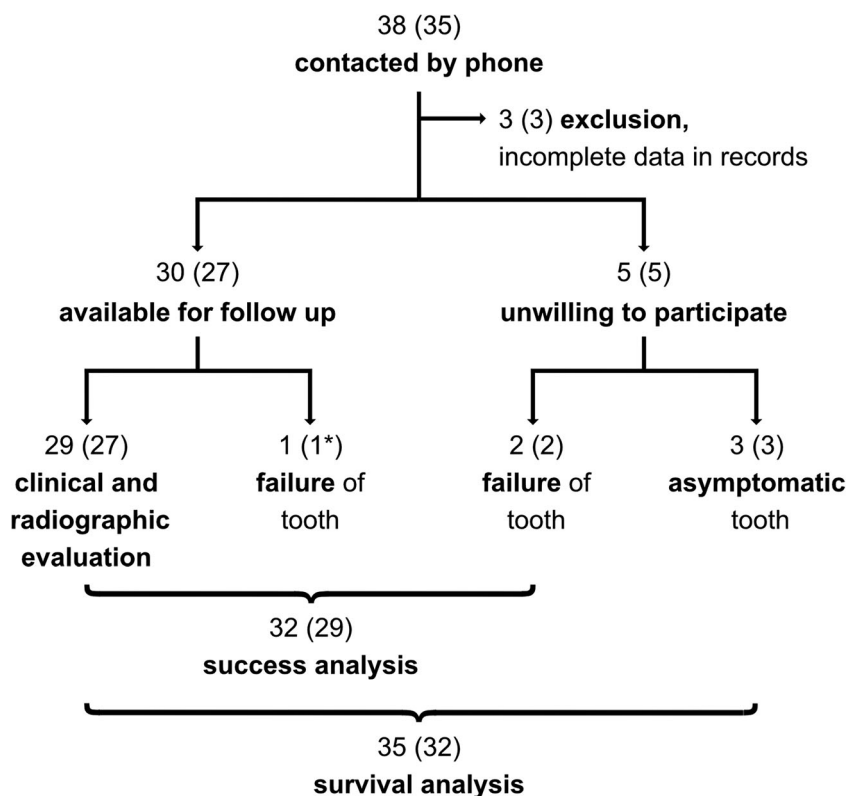 38 (35)
contacted by phone
3 (3) exclusion,
incomplete data in records
30 (27)
available for follow up
5 (5)
unwilling to participate
29 (27)
clinical and
radiographic
evaluation
1 (1*)
failure of
tooth
2 (2)
failure of
tooth
3 (3)
asymptomatic
tooth
32 (29)
success analysis
35 (32)
survival analysis